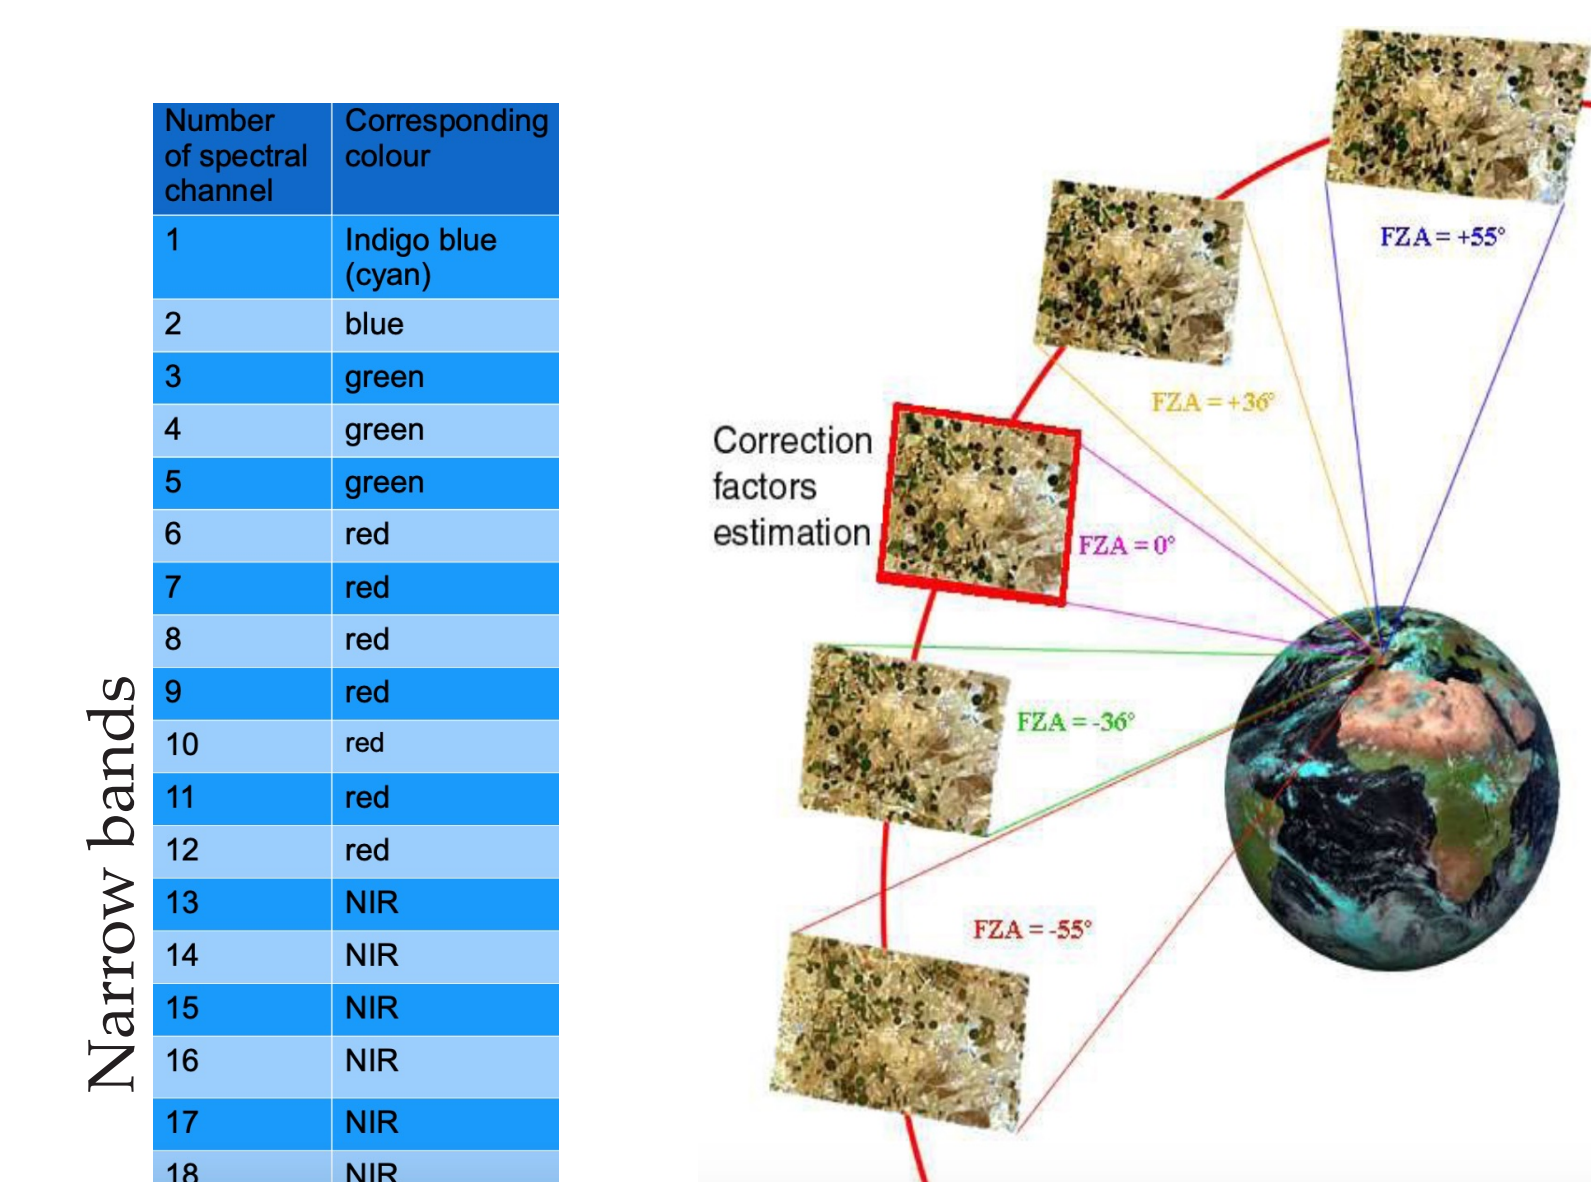 Narrow bands
Number
of spectral
channel
Corresponding
colour
1
Indigo blue
(cyan)
2
blue
3
green
4
green
5
green
6
red
7
red
8
red
9
red
10
red
11
red
12
red
13
NIR
14
NIR
15
NIR
16
NIR
17
NIR
18
NIR
FZA = +55°
FZA = +36°
Correction
factors
estimation
FZA = 0°
FZA = -36°
FZA = -55°